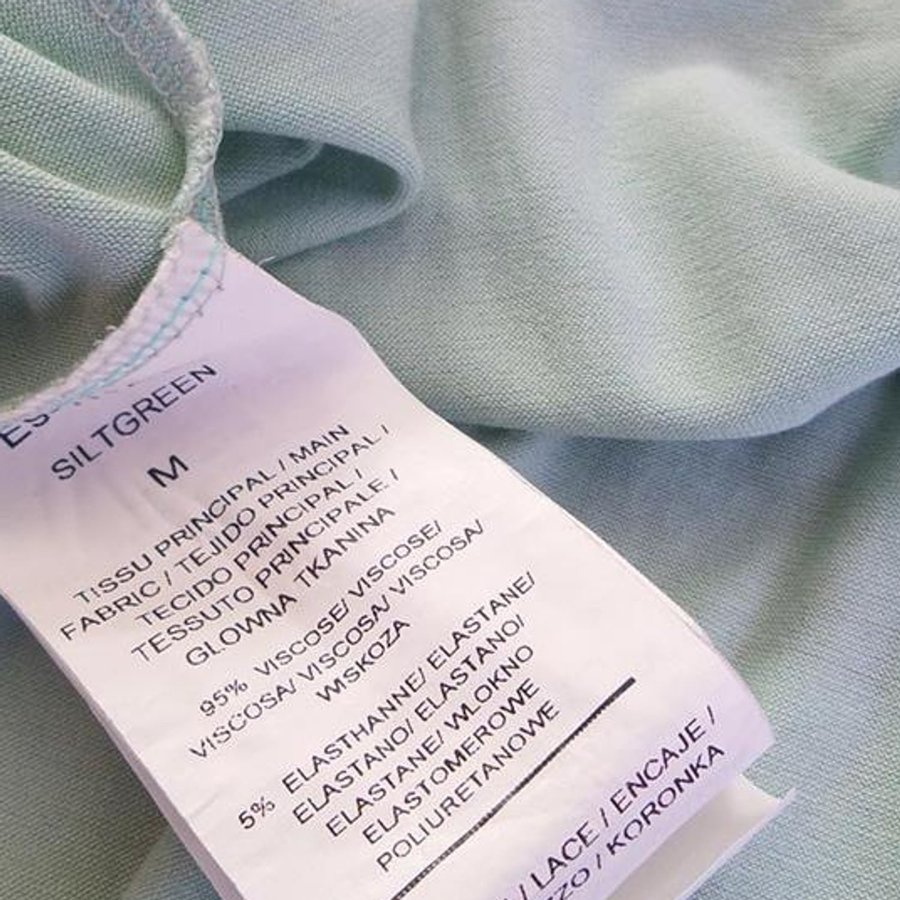 SILTGREEN
M
TISSU PRINCIPAL / MAIN
FABRIC / TEJIDO PRINCIPAL /
TECIDO PRINCIPAL /
TESSUTO PRINCIPALE /
GLOWNA TKANINA
95% VISCOSE/ VISCOSE/
VISCOSA/ VISCOSA/ VISCOSA/
WISKOZA
5% ELASTHANNE/ ELASTANE/
ELASTANO/ ELASTANO/
ELASTANE/ WLOKNO
ELASTOMEROWE
POLIURETANOWE
/ LACE / ENCAJE /
/ KORONKA